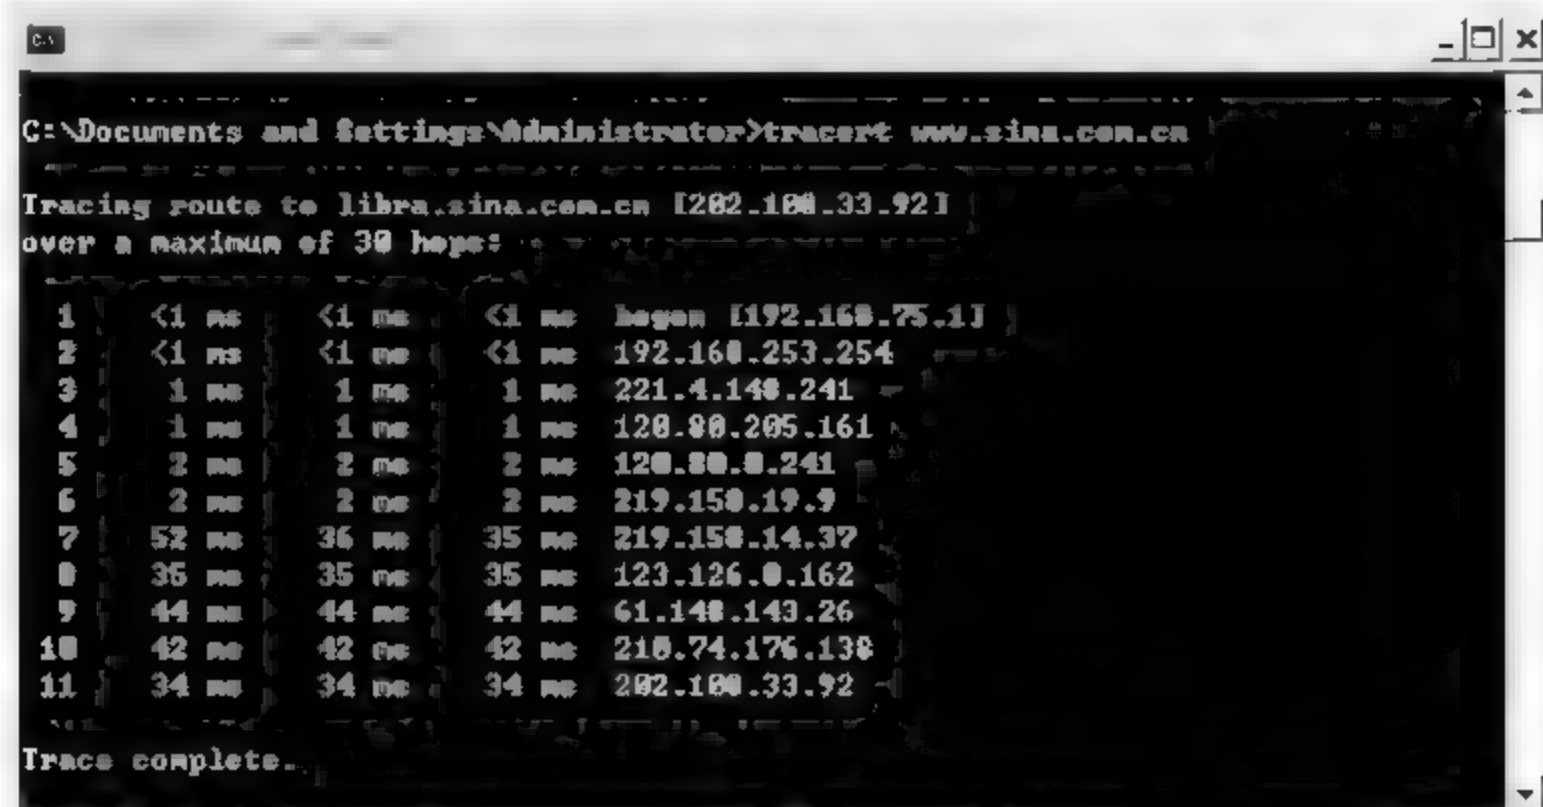 C:\Documents and Settings\Administrator>tracert www.sina.com.cn
Tracing route to libra.sina.com.cn [202.108.33.92]
over a maximum of 30 hops:
1 <1 ms <1 ms <1 ms bogon [192.168.75.1]
2 <1 ms <1 ms <1 ms 192.168.253.254
3 1 ms 1 ms 1 ms
4 1 ms 1 ms 1 ms 120.80.205.161
5 2 ms 2 ms 2 ms 120.80.0.241
6 2 ms 2 ms 2 ms 219.158.19.9
7 52 ms 36 ms 35 ms 219.158.14.37
8 35 ms 35 ms 35 ms 123.126.0.162
9 44 ms 44 ms 44 ms 61.148.143.26
10 42 ms 42 ms 42 ms 210.74.176.138
11 34 ms 34 ms 34 ms 202.108.33.92
Trace complete.